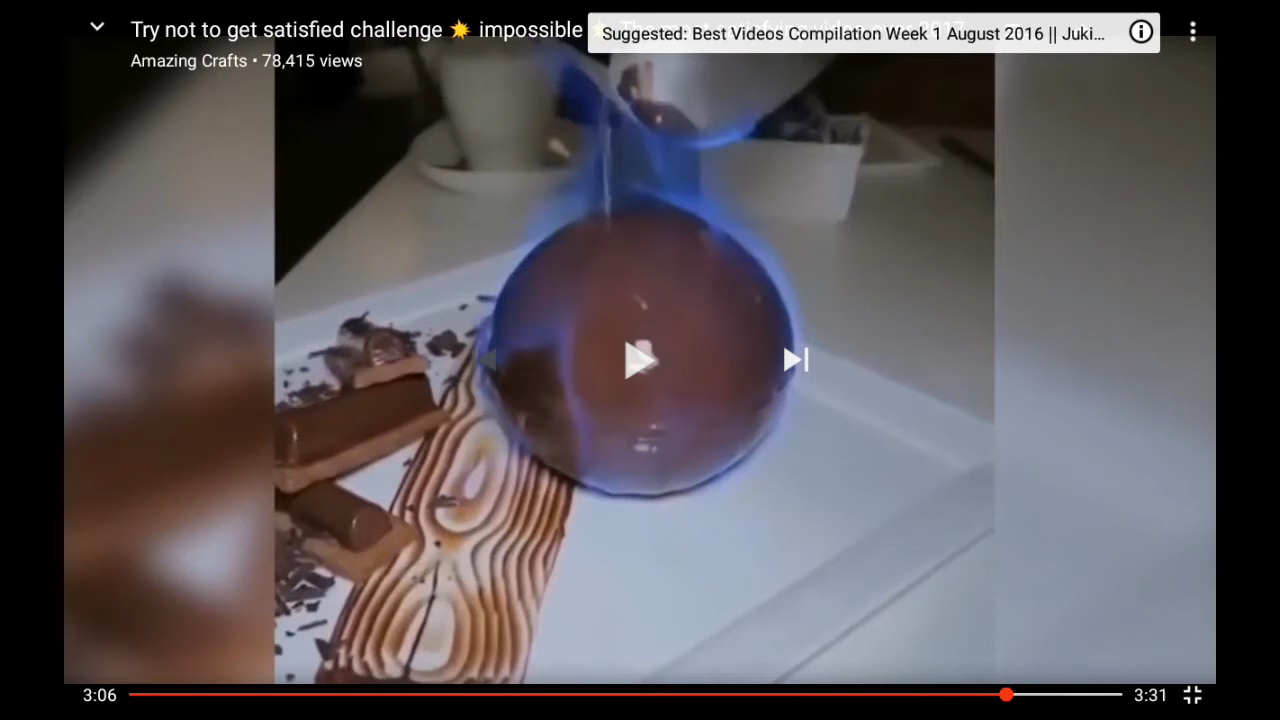 Try not to get satisfied challenge 💥 impossible
Suggested: Best Videos Compilation Week 1 August 2016 || Juki...
Amazing Crafts • 78,415 views
3:06
3:31